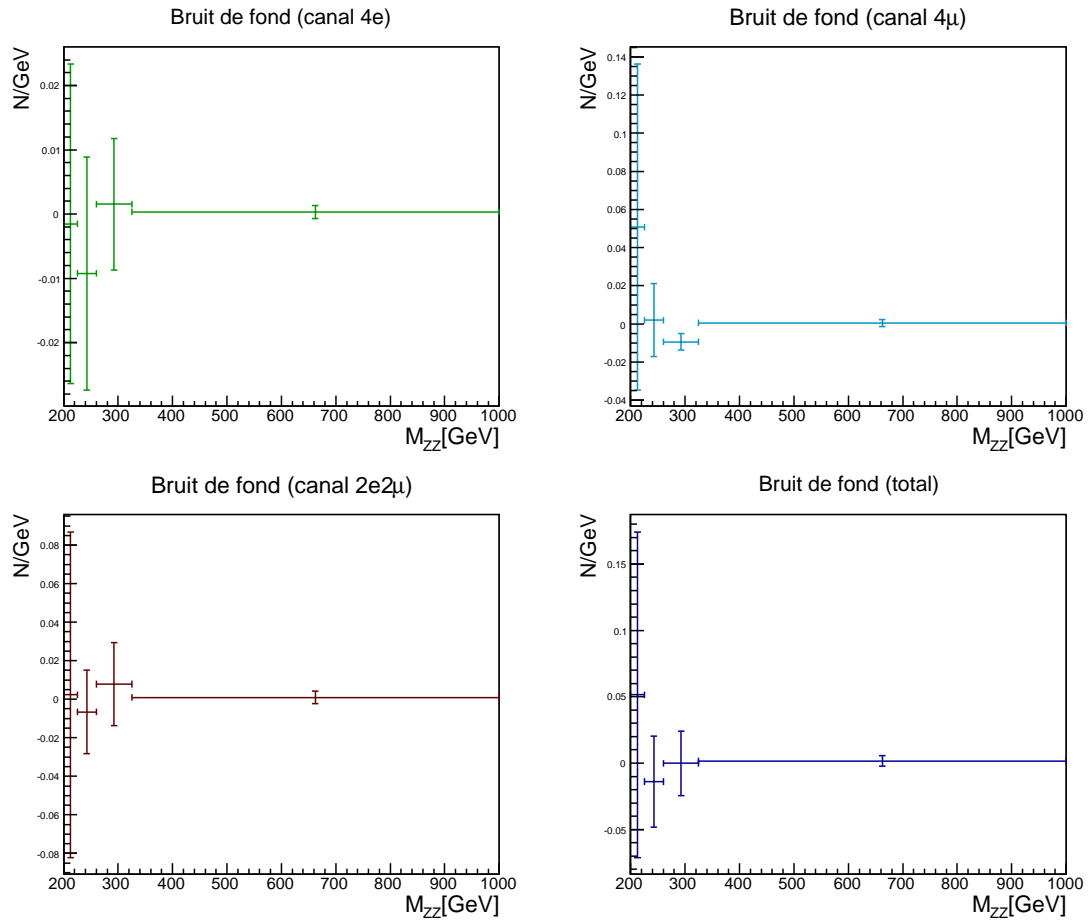 Bruit de fond (canal 4e)
N/GeV
0.02
0.01
0
-0.01
-0.02
200 300 400 500 600 700 800 900 1000
M_ZZ[GeV]
Bruit de fond (canal 4μ)
N/GeV
0.14
0.12
0.1
0.08
0.06
0.04
0.02
0
-0.02
-0.04
200 300 400 500 600 700 800 900 1000
M_ZZ[GeV]
Bruit de fond (canal 2e2μ)
N/GeV
0.08
0.06
0.04
0.02
0
-0.02
-0.04
-0.06
-0.08
200 300 400 500 600 700 800 900 1000
M_ZZ[GeV]
Bruit de fond (total)
N/GeV
0.15
0.1
0.05
0
-0.05
200 300 400 500 600 700 800 900 1000
M_ZZ[GeV]